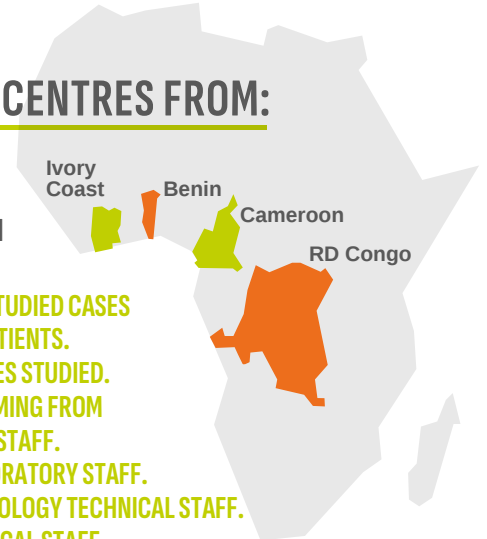 CENTRES FROM:
Ivory
Coast
Benin
Cameroon
RD Congo
TUDIED CASES
TIENTS.
ES STUDIED.
MING FROM
STAFF.
ORATORY STAFF.
OLOGY TECHNICAL STAFF.